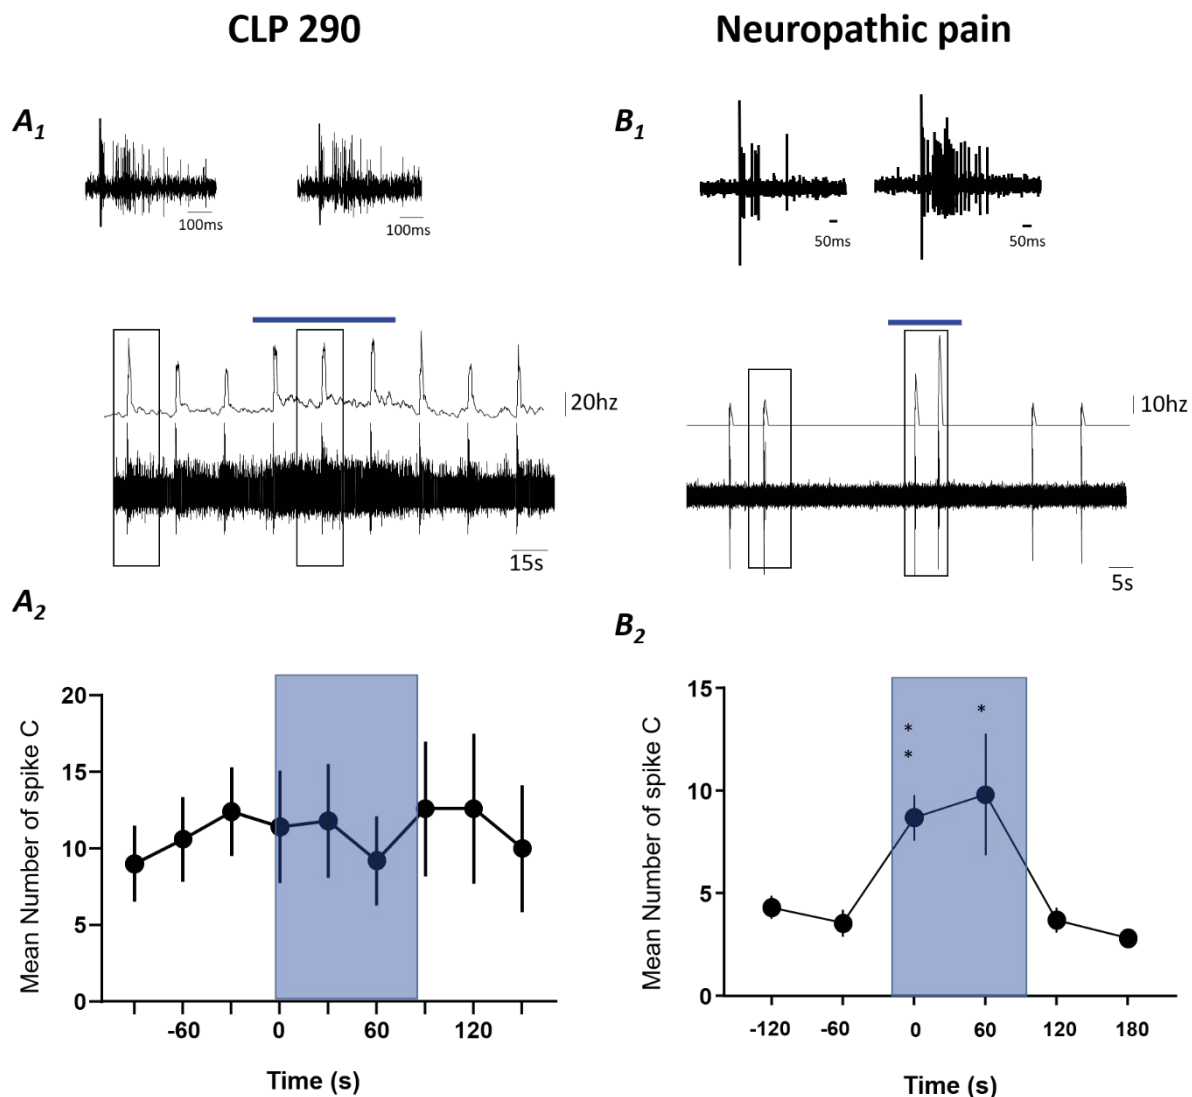 CLP 290
Neuropathic pain
A1
B1
100ms
100ms
50ms
50ms
20hz
10hz
15s
5s
A2
B2
Mean Number of spike C
20
15
10
5
0
-60
0
60
120
Time (s)
Mean Number of spike C
15
10
5
0
*
*
*
-120
-60
0
60
120
180
Time (s)